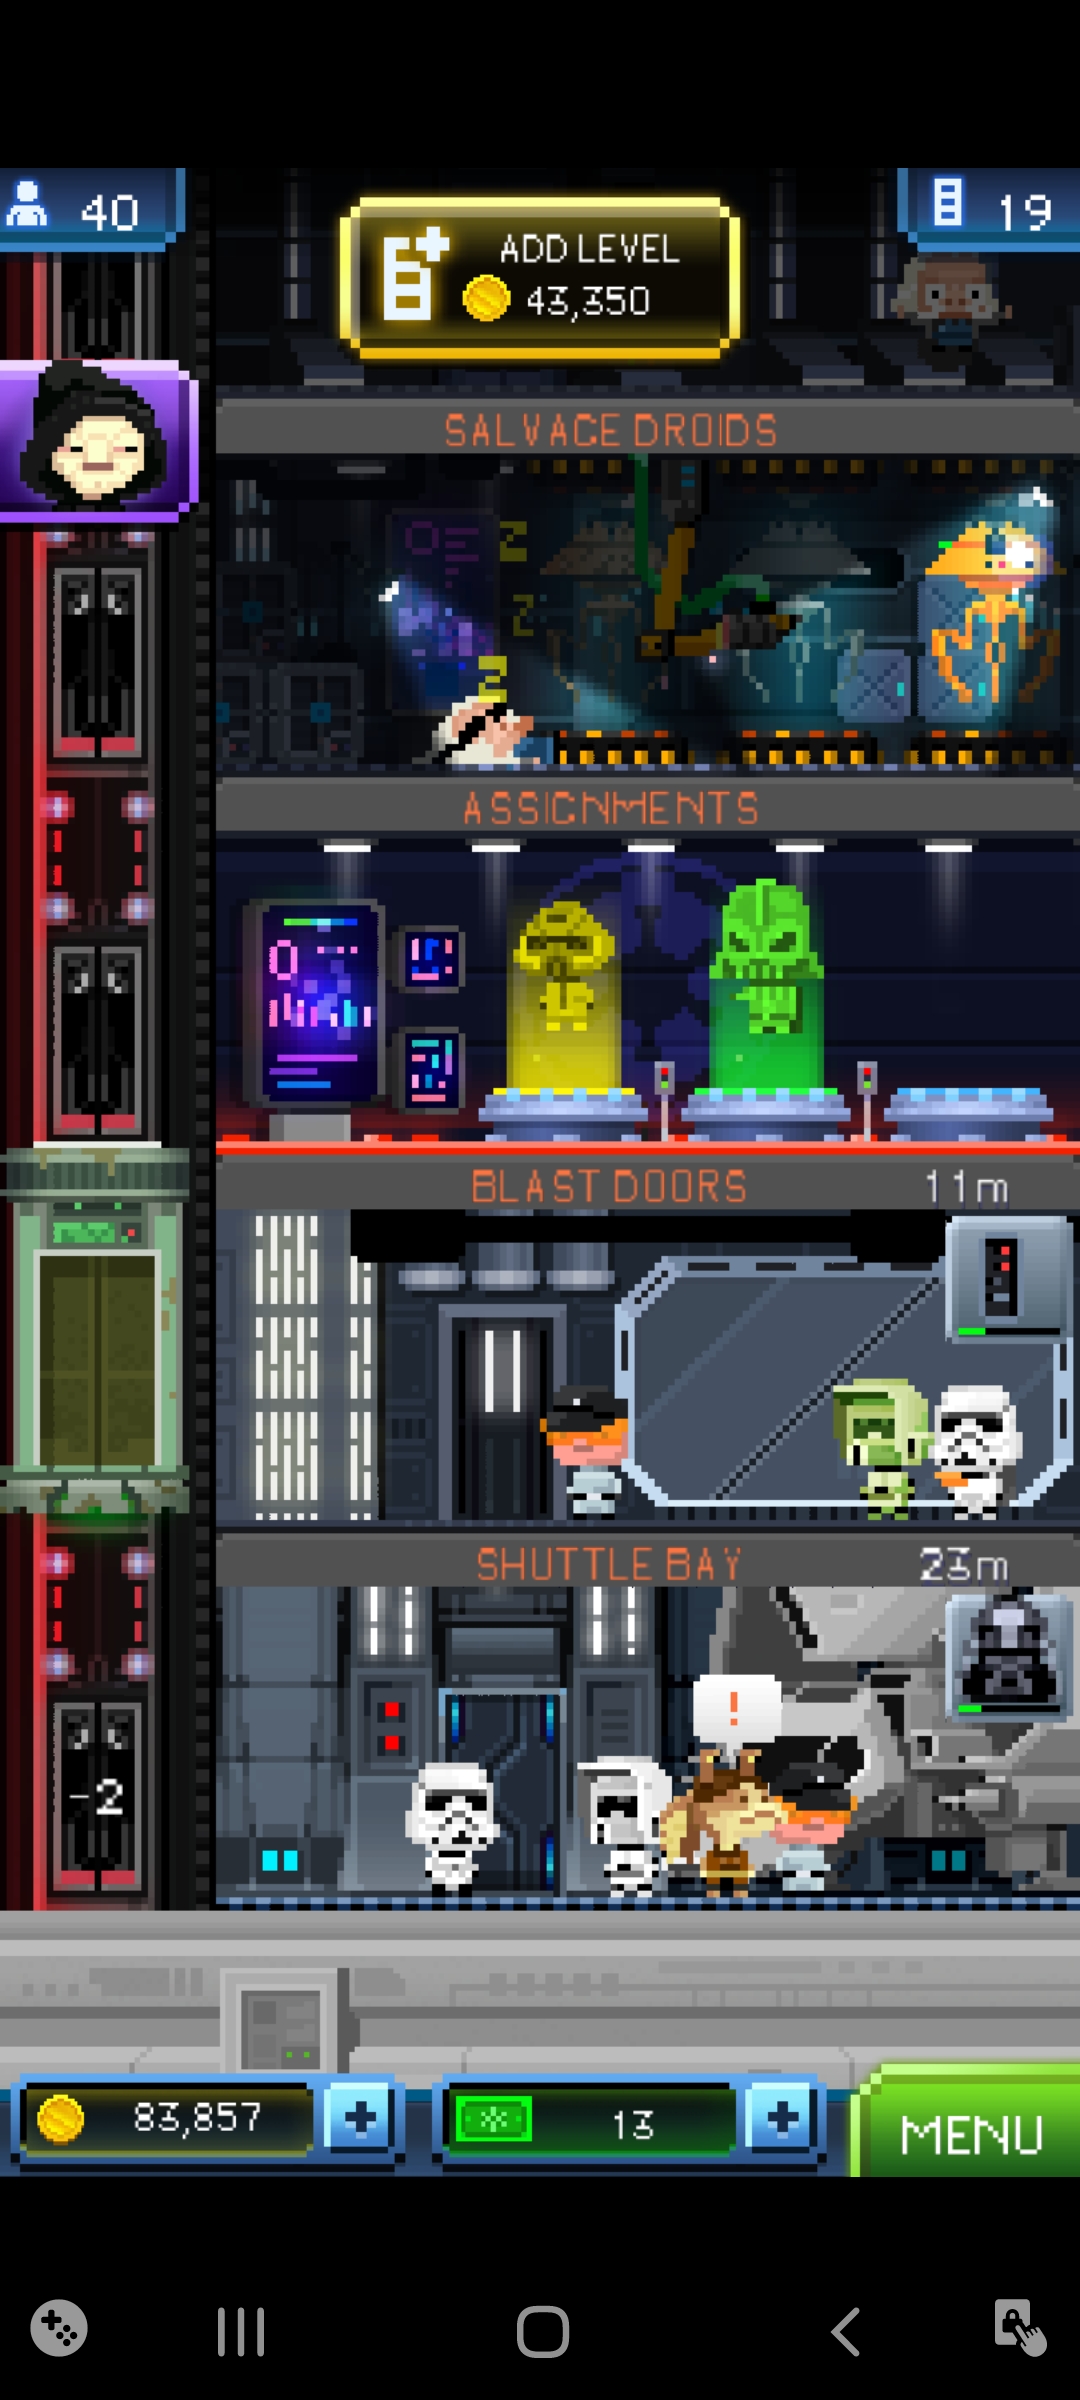 40
ADD LEVEL
43,350
19
SALVAGE DROIDS
Z
Z
Z
ASSIGNMENTS
BLAST DOORS 11m
SHUTTLE BAY 23m
!
-2
83,857
13
MENU